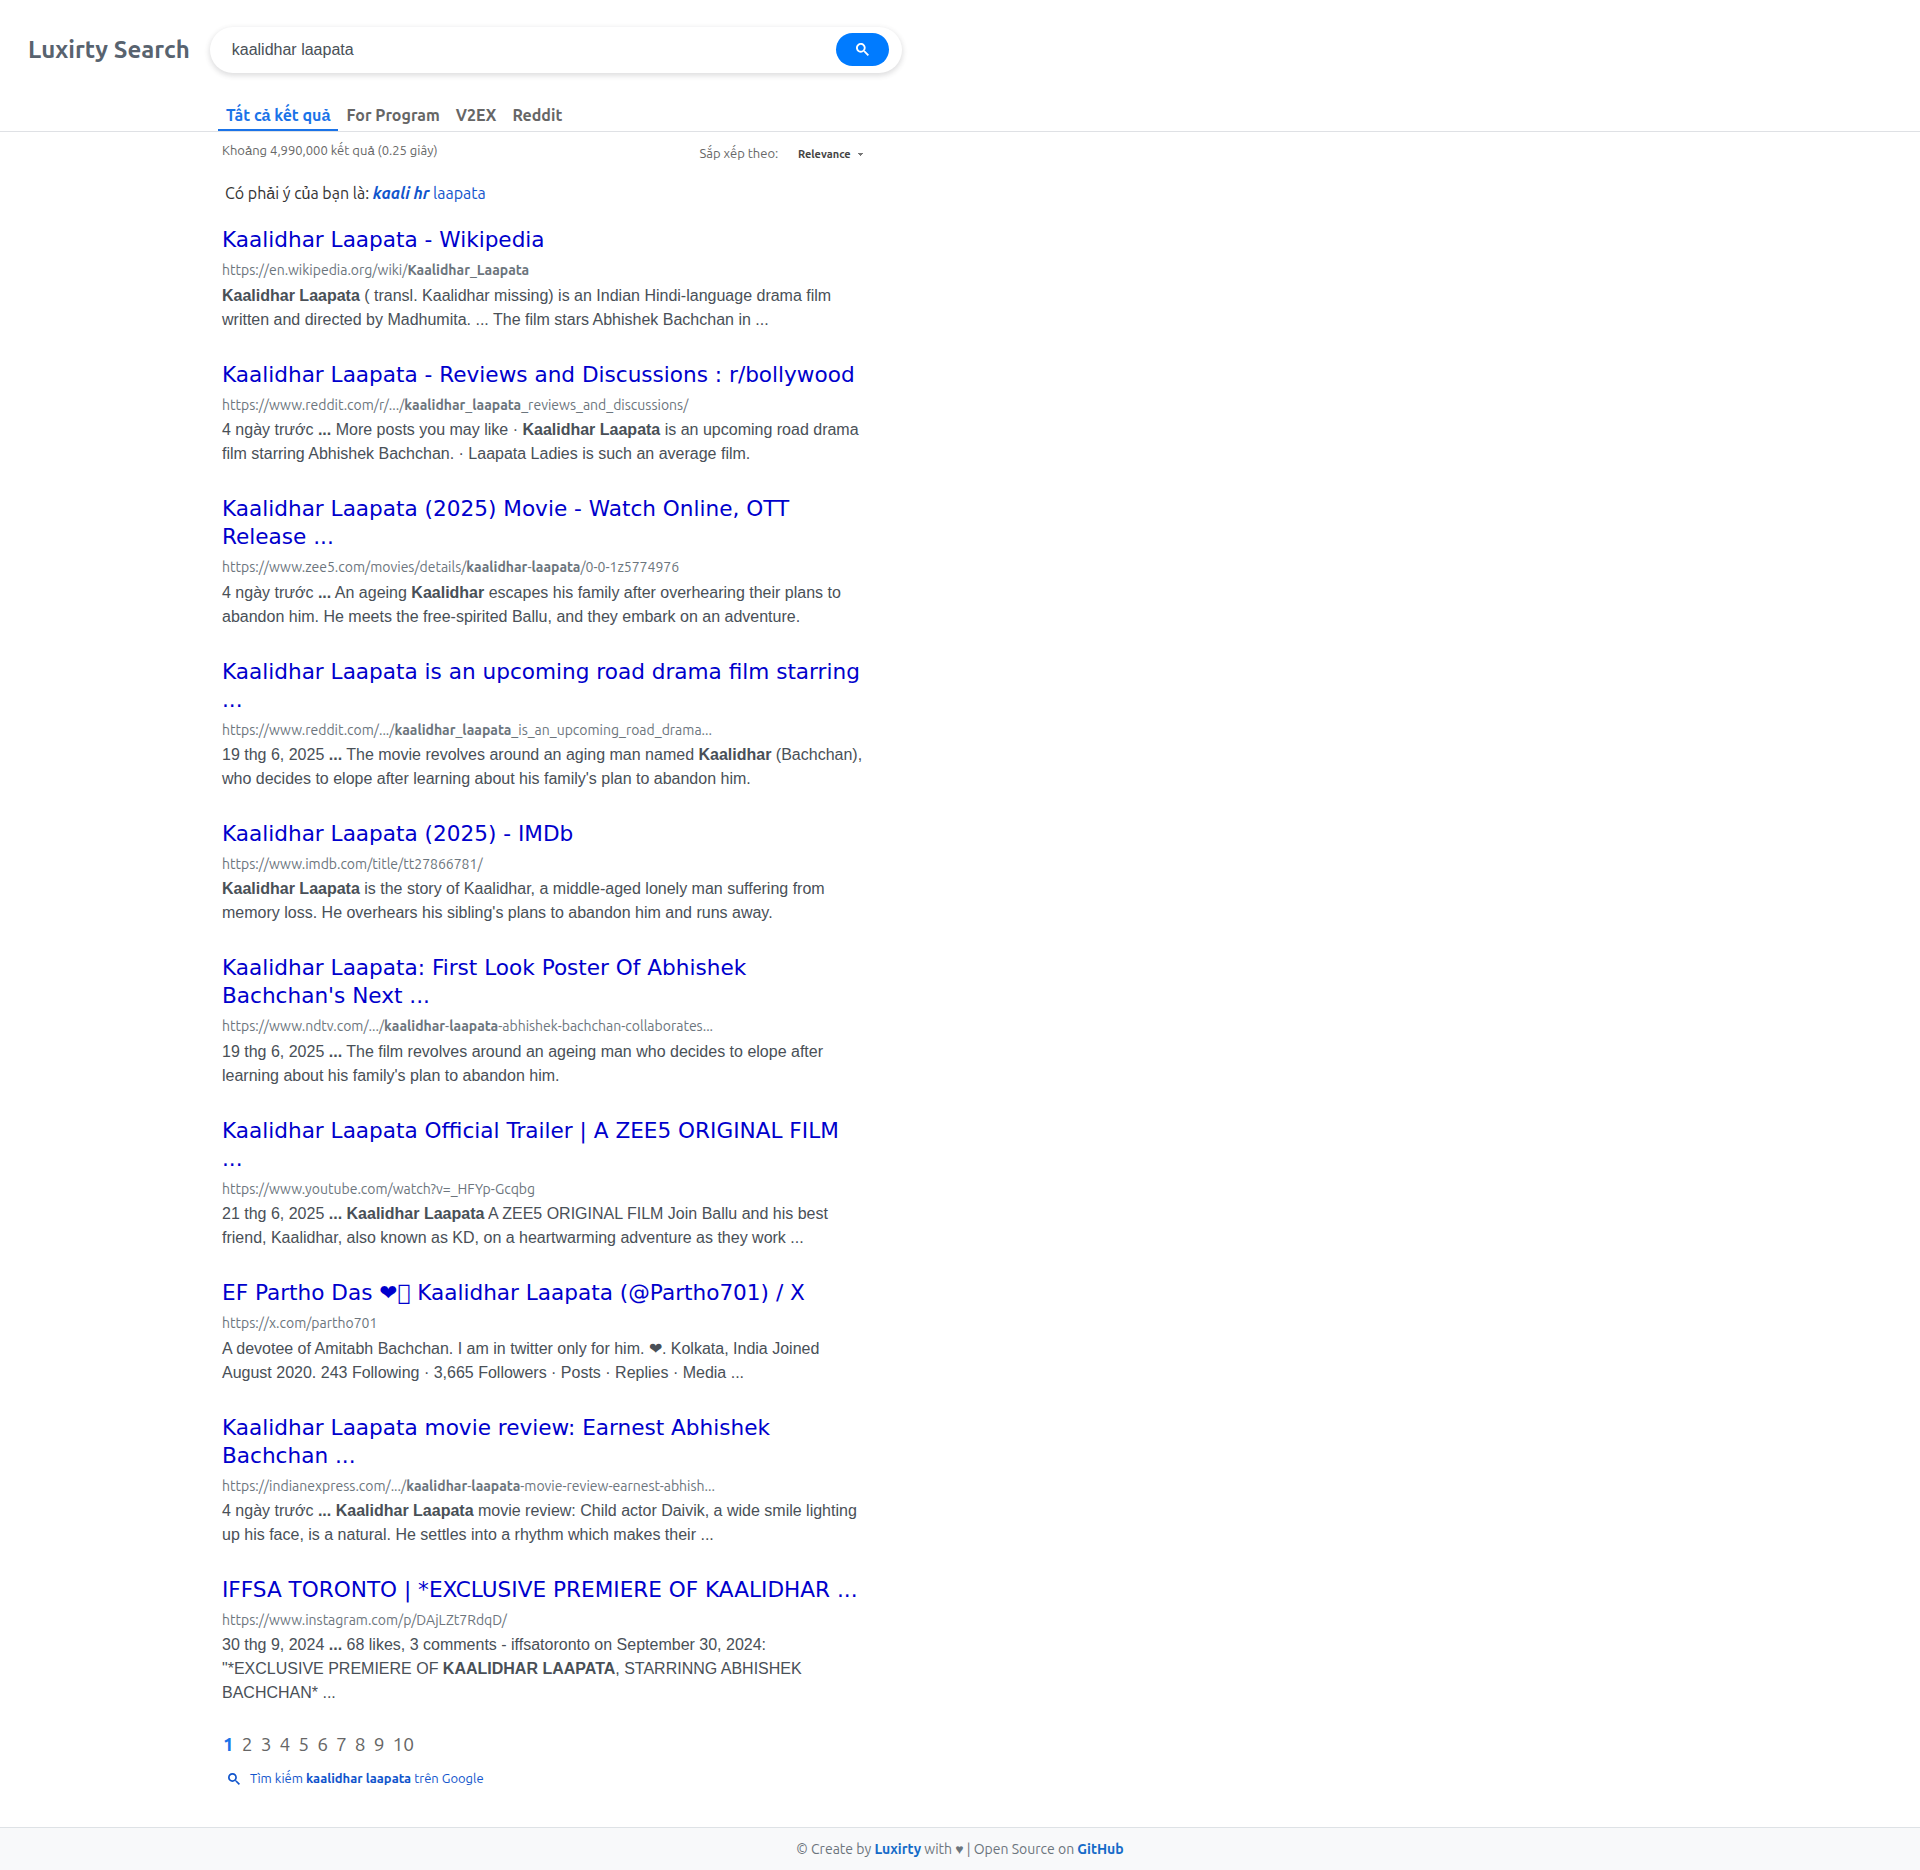 Luxirty Search
kaalidhar laapata
Tất cả kết quả For Program V2EX Reddit
Khoảng 4,990,000 kết quả (0.25 giây)
Sắp xếp theo: Relevance
Có phải ý của bạn là: kaali hr laapata
Kaalidhar Laapata - Wikipedia
https://en.wikipedia.org/wiki/Kaalidhar_Laapata
Kaalidhar Laapata ( transl. Kaalidhar missing) is an Indian Hindi-language drama film
written and directed by Madhumita. ... The film stars Abhishek Bachchan in ...
Kaalidhar Laapata - Reviews and Discussions : r/bollywood
https://www.reddit.com/r/.../kaalidhar_laapata_reviews_and_discussions/
4 ngày trước ... More posts you may like · Kaalidhar Laapata is an upcoming road drama
film starring Abhishek Bachchan. · Laapata Ladies is such an average film.
Kaalidhar Laapata (2025) Movie - Watch Online, OTT
Release ...
https://www.zee5.com/movies/details/kaalidhar-laapata/0-0-1z5774976
4 ngày trước ... An ageing Kaalidhar escapes his family after overhearing their plans to
abandon him. He meets the free-spirited Ballu, and they embark on an adventure.
Kaalidhar Laapata is an upcoming road drama film starring
...
https://www.reddit.com/.../kaalidhar_laapata_is_an_upcoming_road_drama...
19 thg 6, 2025 ... The movie revolves around an aging man named Kaalidhar (Bachchan),
who decides to elope after learning about his family's plan to abandon him.
Kaalidhar Laapata (2025) - IMDb
https://www.imdb.com/title/tt27866781/
Kaalidhar Laapata is the story of Kaalidhar, a middle-aged lonely man suffering from
memory loss. He overhears his sibling's plans to abandon him and runs away.
Kaalidhar Laapata: First Look Poster Of Abhishek
Bachchan's Next ...
https://www.ndtv.com/.../kaalidhar-laapata-abhishek-bachchan-collaborates...
19 thg 6, 2025 ... The film revolves around an ageing man who decides to elope after
learning about his family's plan to abandon him.
Kaalidhar Laapata Official Trailer | A ZEE5 ORIGINAL FILM
...
https://www.youtube.com/watch?v=_HFYp-Gcqbg
21 thg 6, 2025 ... Kaalidhar Laapata A ZEE5 ORIGINAL FILM Join Ballu and his best
friend, Kaalidhar, also known as KD, on a heartwarming adventure as they work ...
EF Partho Das ❤ Kaalidhar Laapata (@Partho701) / X
https://x.com/partho701
A devotee of Amitabh Bachchan. I am in twitter only for him. ❤. Kolkata, India Joined
August 2020. 243 Following · 3,665 Followers · Posts · Replies · Media ...
Kaalidhar Laapata movie review: Earnest Abhishek
Bachchan ...
https://indianexpress.com/.../kaalidhar-laapata-movie-review-earnest-abhish...
4 ngày trước ... Kaalidhar Laapata movie review: Child actor Daivik, a wide smile lighting
up his face, is a natural. He settles into a rhythm which makes their ...
IFFSA TORONTO | *EXCLUSIVE PREMIERE OF KAALIDHAR ...
https://www.instagram.com/p/DAjLZt7RdqD/
30 thg 9, 2024 ... 68 likes, 3 comments - iffsatoronto on September 30, 2024:
"*EXCLUSIVE PREMIERE OF KAALIDHAR LAAPATA, STARRINNG ABHISHEK
BACHCHAN* ...
1 2 3 4 5 6 7 8 9 10
Tìm kiếm kaalidhar laapata trên Google
© Create by Luxirty with ♥ | Open Source on GitHub